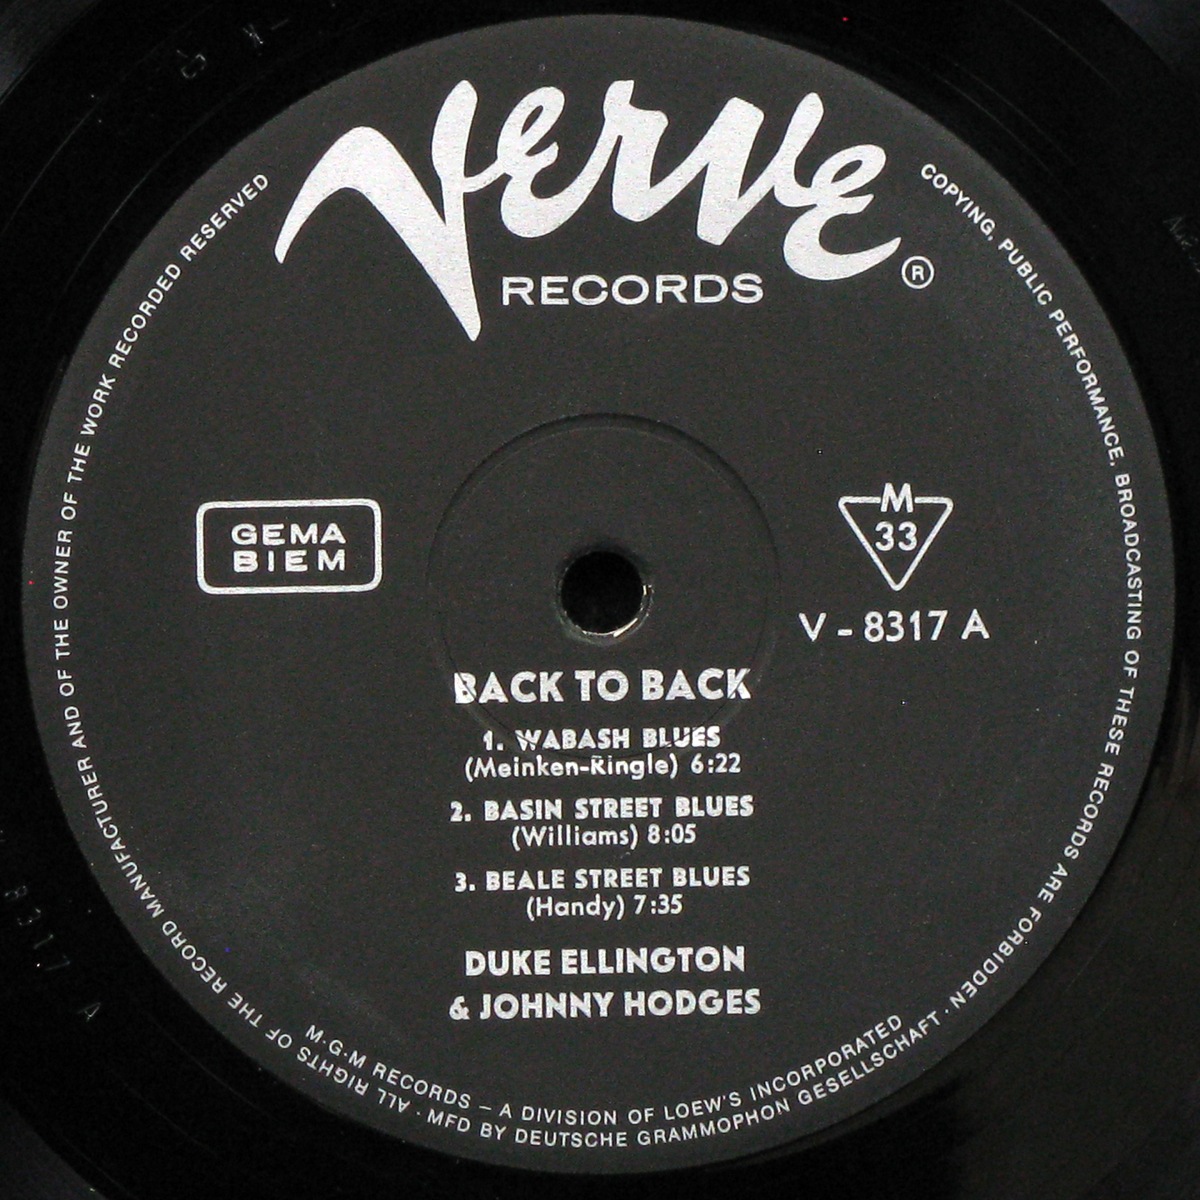 Verve
RECORDS
®
GEMA
BIEM
M
33
V - 8317 A
BACK TO BACK
1. WABASH BLUES
(Meinken-Ringle) 6:22
2. BASIN STREET BLUES
(Williams) 8:05
3. BEALE STREET BLUES
(Handy) 7:35
DUKE ELLINGTON
& JOHNNY HODGES
M·G·M RECORDS – A DIVISION OF LOEW'S INCORPORATED
MFD BY DEUTSCHE GRAMMOPHON GESELLSCHAFT ·
ALL RIGHTS OF THE RECORD MANUFACTURER AND OF THE OWNER OF THE WORK RECORDED RESERVED
COPYING, PUBLIC PERFORMANCE, BROADCASTING OF THESE RECORDS ARE FORBIDDEN ·